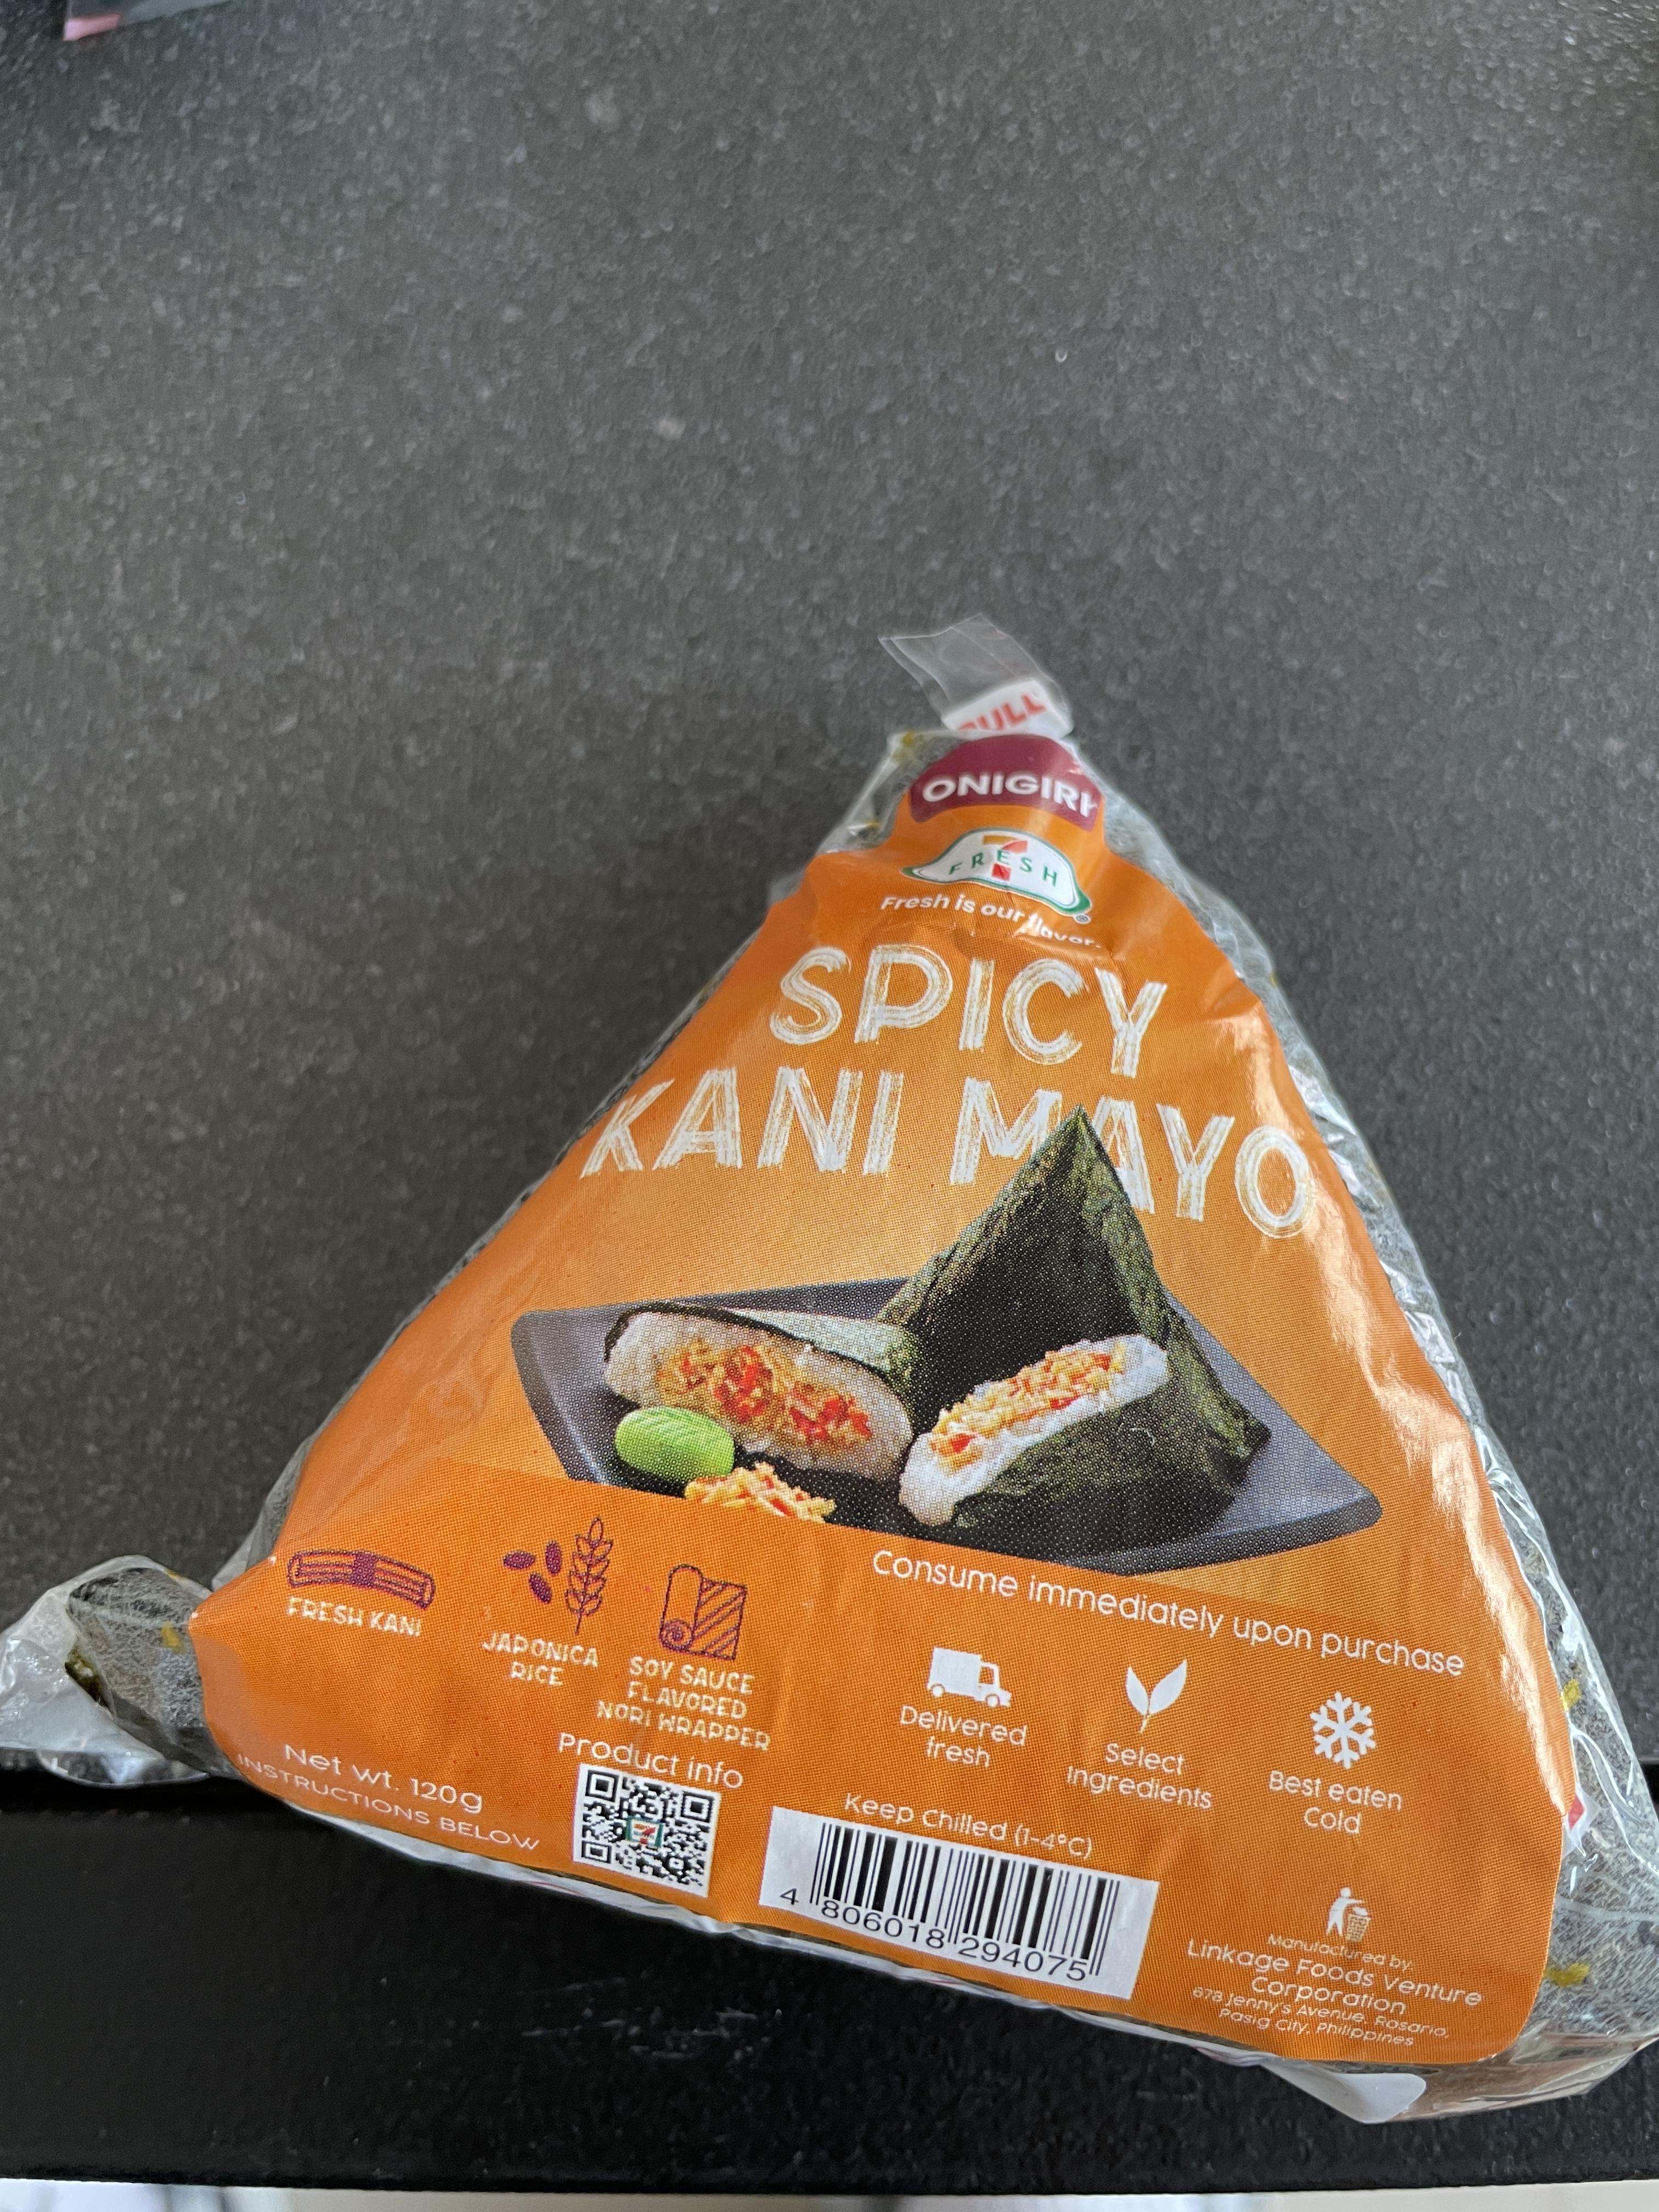 PULL
ONIGIRI
7
FRESH
®
Fresh is our flavor.
SPICY
KANI MAYO
FRESH KANI
JAPONICA
RICE
SOY SAUCE
FLAVORED
NORI WRAPPER
Consume immediately upon purchase
Delivered
fresh
Select
Ingredients
Best eaten
Cold
Net wt. 120g
INSTRUCTIONS BELOW
Product info
Keep Chilled (1-4°C)
4 806018 294075
Manufactured by:
Linkage Foods Venture
Corporation
678 Jenny's Avenue, Rosario,
Pasig City, Philippines